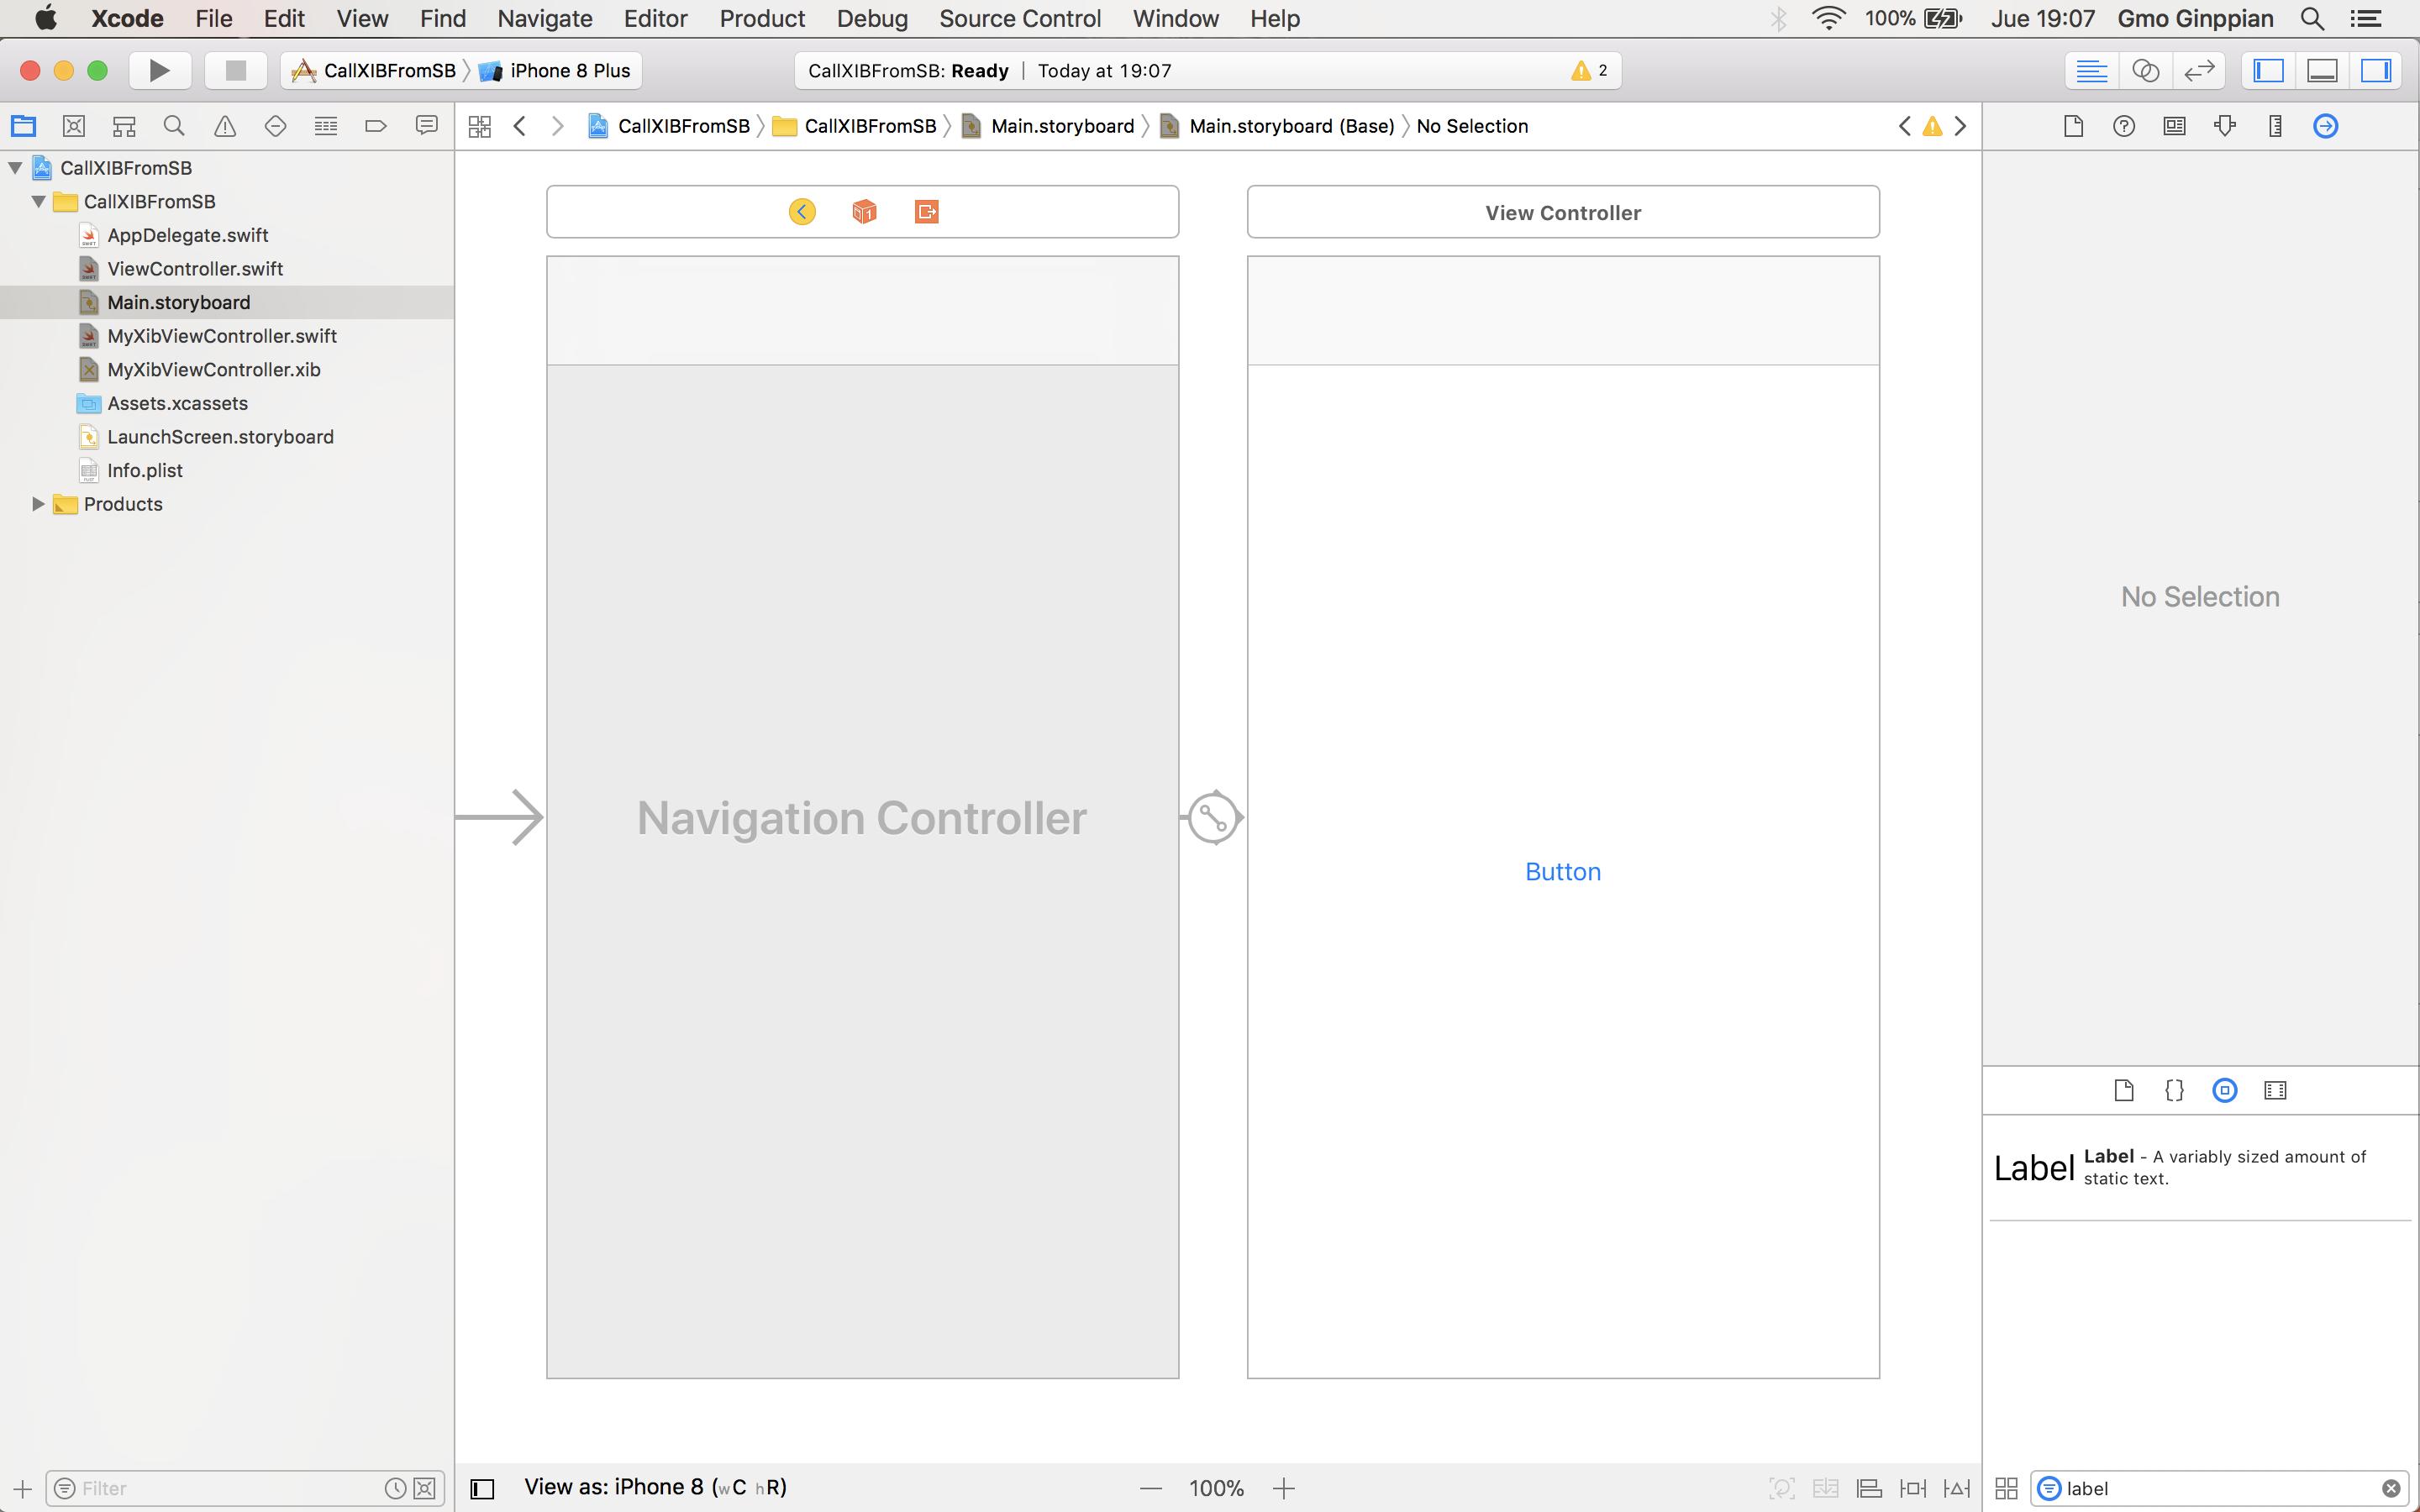 Xcode File Edit View Find Navigate Editor Product Debug Source Control Window Help 100% Jue 19:07 Gmo Ginppian
CallXIBFromSB iPhone 8 Plus CallXIBFromSB: Ready | Today at 19:07 2
CallXIBFromSB CallXIBFromSB Main.storyboard Main.storyboard (Base) No Selection
CallXIBFromSB
CallXIBFromSB
AppDelegate.swift
ViewController.swift
Main.storyboard
MyXibViewController.swift
MyXibViewController.xib
Assets.xcassets
LaunchScreen.storyboard
Info.plist
Products
View Controller
Navigation Controller
Button
No Selection
Label
Label - A variably sized amount of
static text.
Filter
View as: iPhone 8 (wC hR)
100%
label